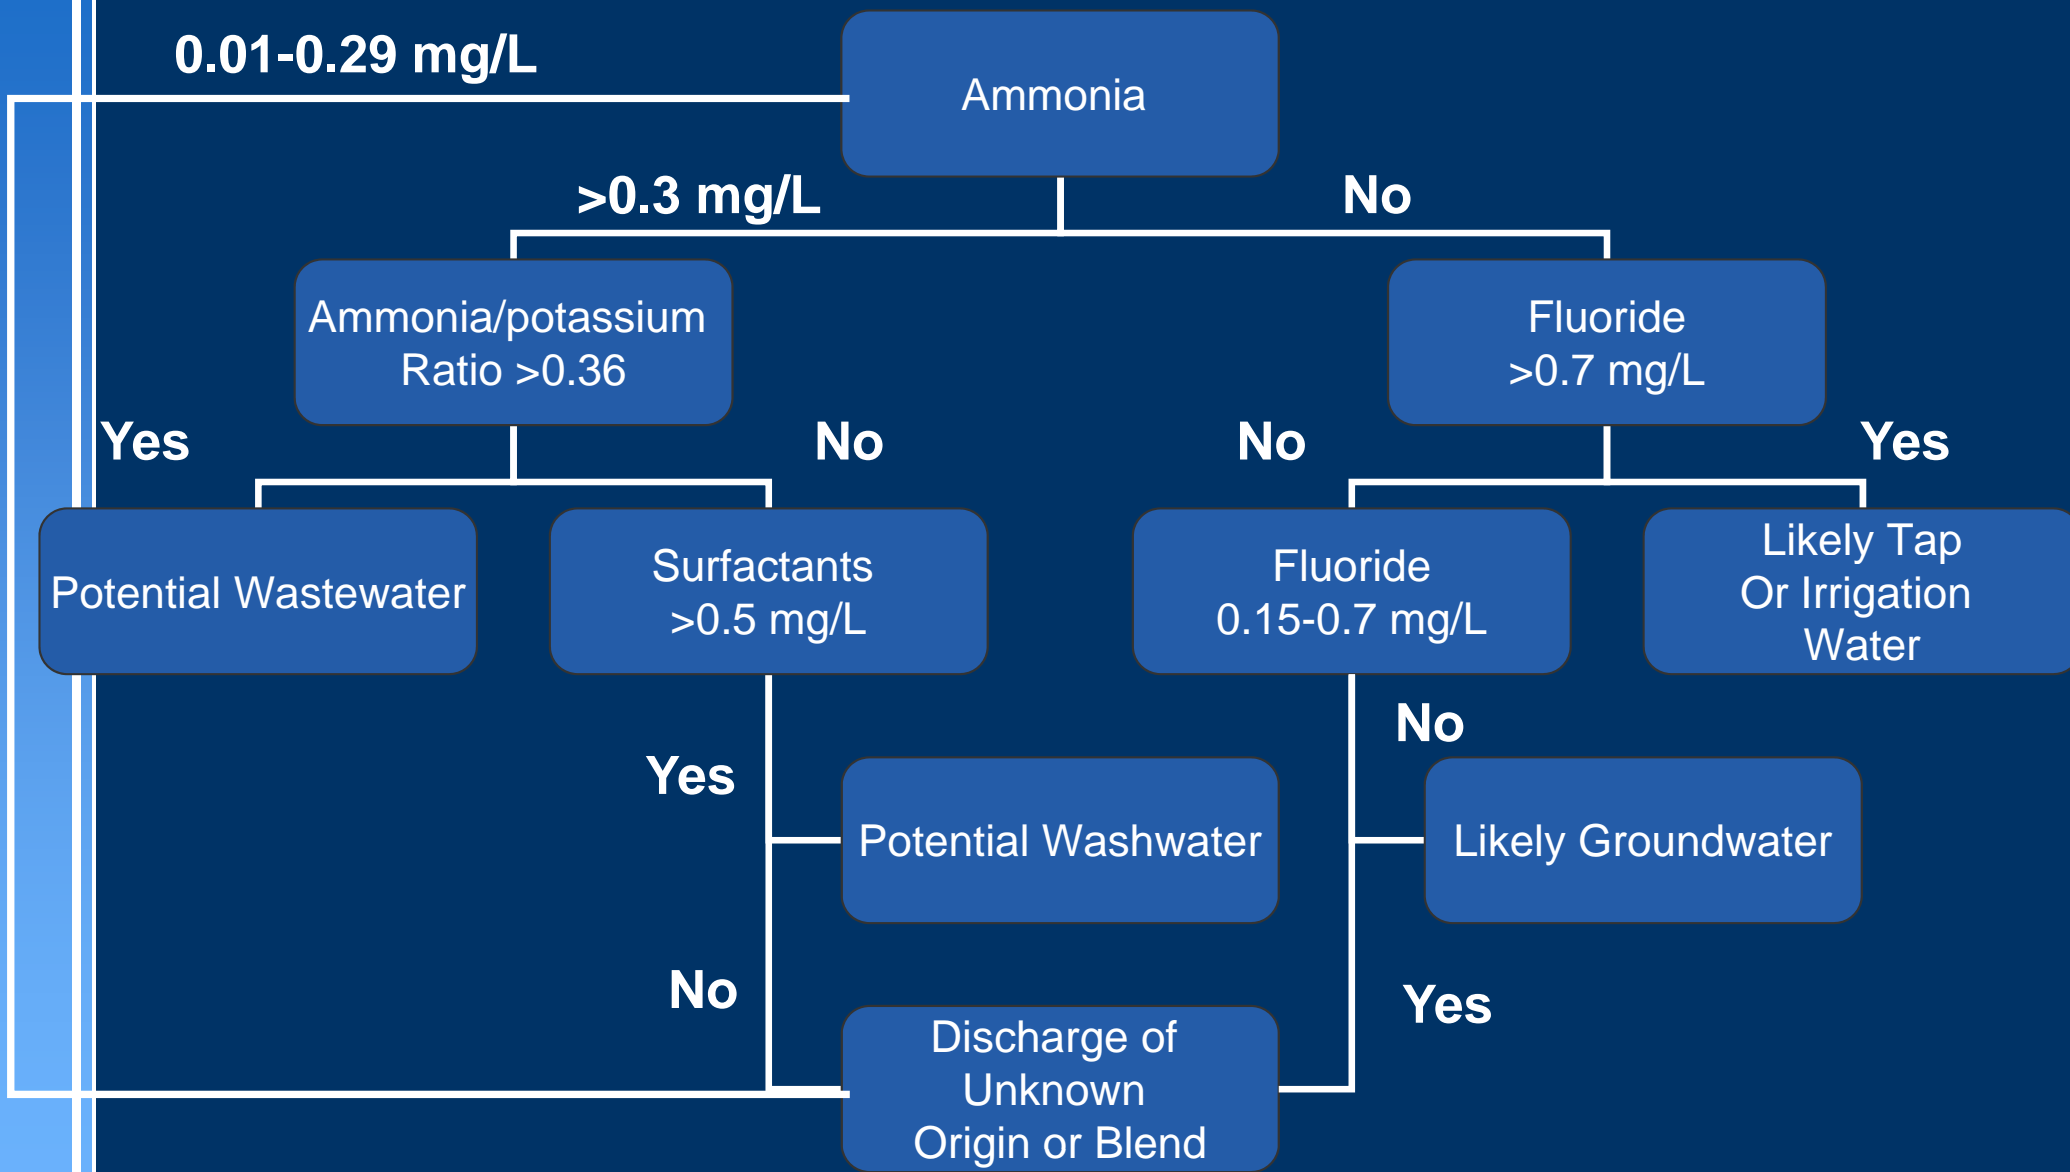 0.01-0.29 mg/L
Ammonia
>0.3 mg/L
No
Ammonia/potassium
Ratio >0.36
Fluoride
>0.7 mg/L
Yes
No
No
Yes
Potential Wastewater
Surfactants
>0.5 mg/L
Fluoride
0.15-0.7 mg/L
Likely Tap
Or Irrigation
Water
No
Yes
Potential Washwater
Likely Groundwater
No
Yes
Discharge of
Unknown
Origin or Blend